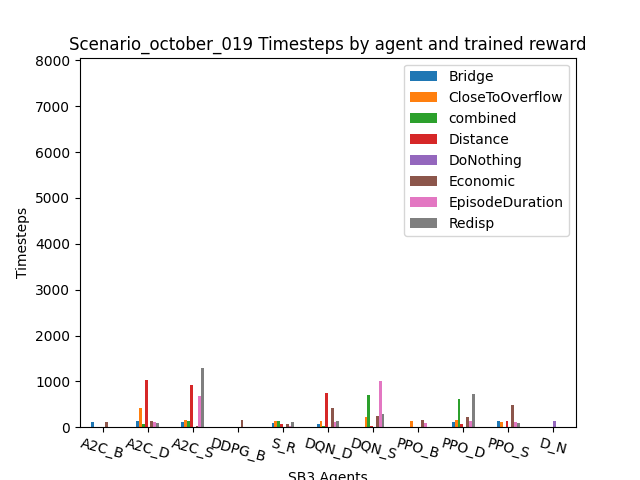 Scenario_october_019 Timesteps by agent and trained reward
Timesteps
8000
7000
6000
5000
4000
3000
2000
1000
0
Bridge
CloseToOverflow
combined
Distance
DoNothing
Economic
EpisodeDuration
Redisp
A2C_B
A2C_D
A2C_S
DDPG_B
S_R
DQN_D
DQN_S
PPO_B
PPO_D
PPO_S
D_N
SB3 Agents